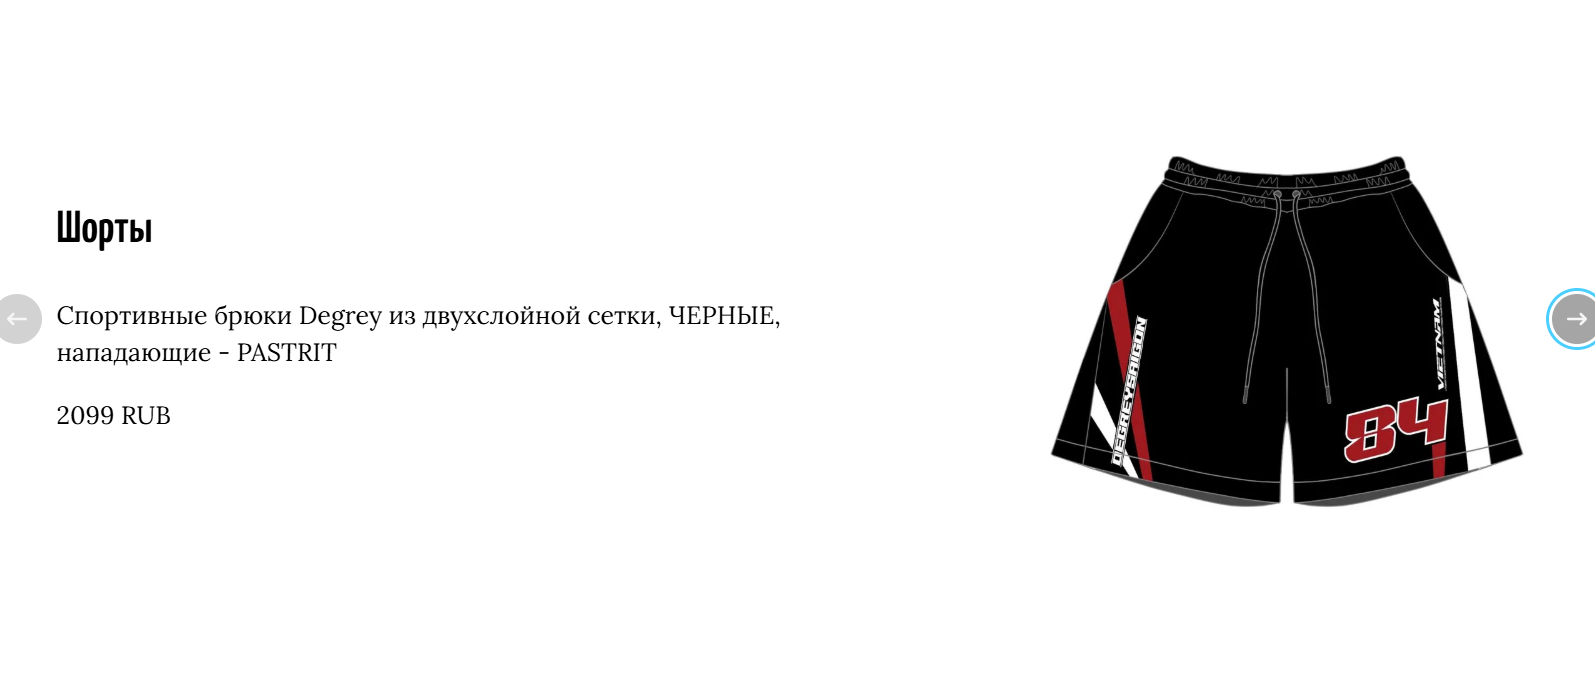 Шорты
Спортивные брюки Degrey из двухслойной сетки, ЧЕРНЫЕ,
нападающие - PASTRIT
2099 RUB
DEGREYSAIGON
VIETNAM
84